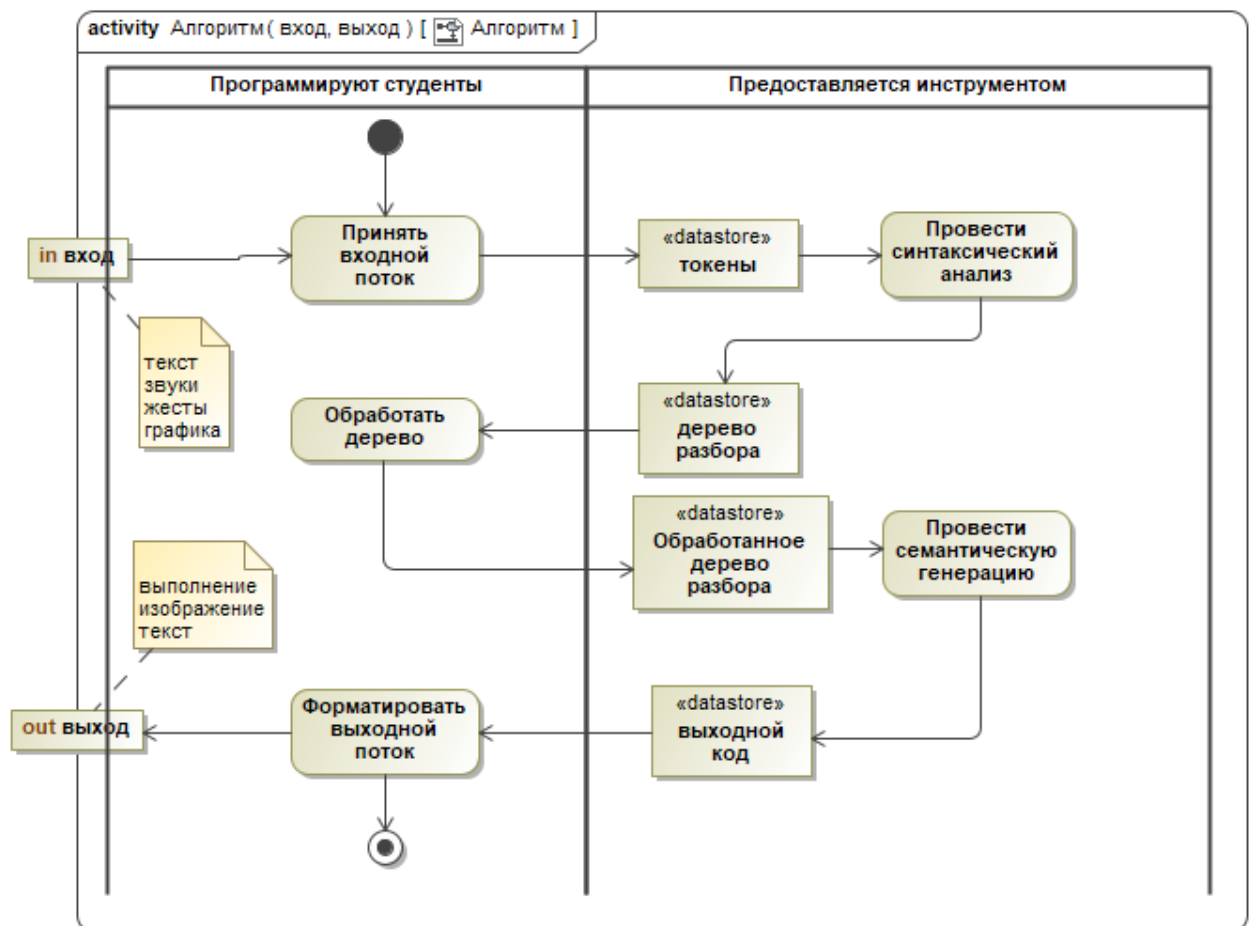 activity Алгоритм( вход, выход ) [ Алгоритм ]
Программируют студенты
Предоставляется инструментом
in вход
Принять
входной
поток
«datastore»
токены
Провести
синтаксический
анализ
текст
звуки
жесты
графика
Обработать
дерево
«datastore»
дерево
разбора
«datastore»
Обработанное
дерево
разбора
Провести
семантическую
генерацию
выполнение
изображение
текст
out выход
Форматировать
выходной
поток
«datastore»
выходной
код